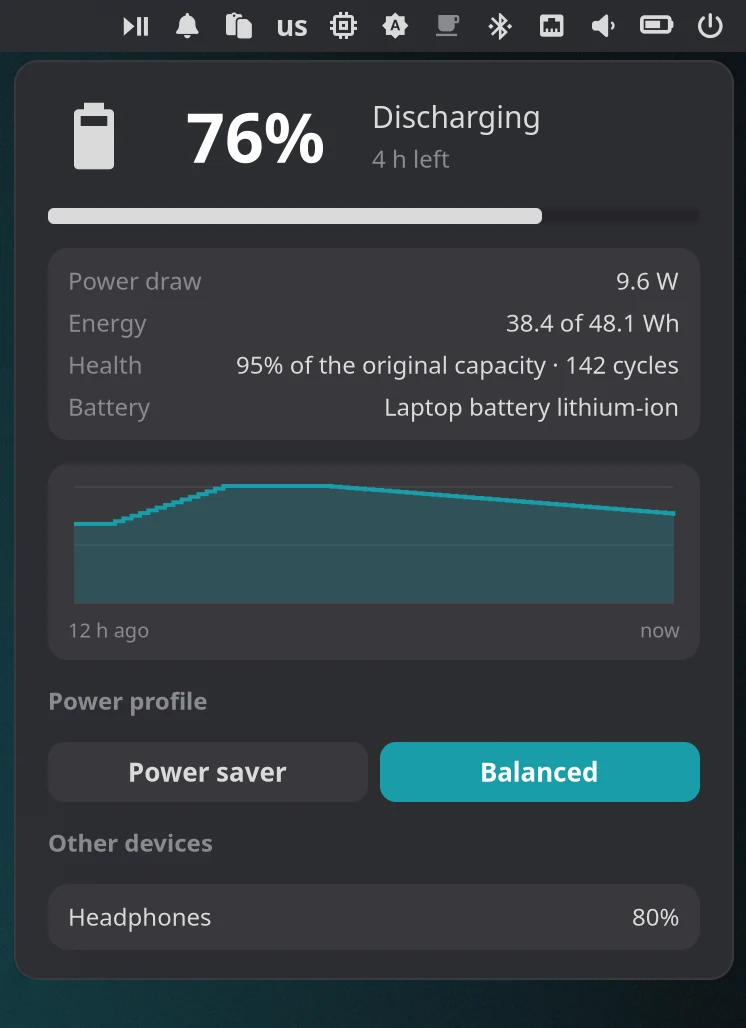 us
A
76%
Discharging
4 h left
Power draw 9.6 W
Energy 38.4 of 48.1 Wh
Health 95% of the original capacity · 142 cycles
Battery Laptop battery lithium-ion
12 h ago now
Power profile
Power saver Balanced
Other devices
Headphones 80%